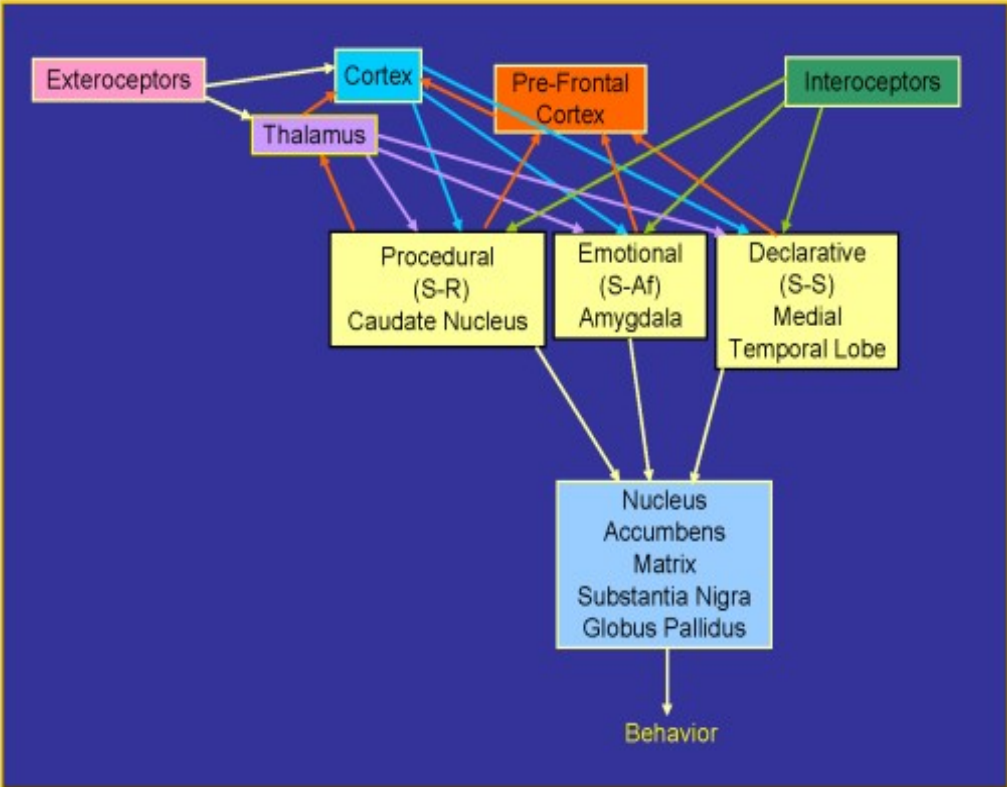 Exteroceptors
Cortex
Pre-Frontal
Cortex
Interoceptors
Thalamus
Procedural
(S-R)
Caudate Nucleus
Emotional
(S-Af)
Amygdala
Declarative
(S-S)
Medial
Temporal Lobe
Nucleus
Accumbens
Matrix
Substantia Nigra
Globus Pallidus
Behavior